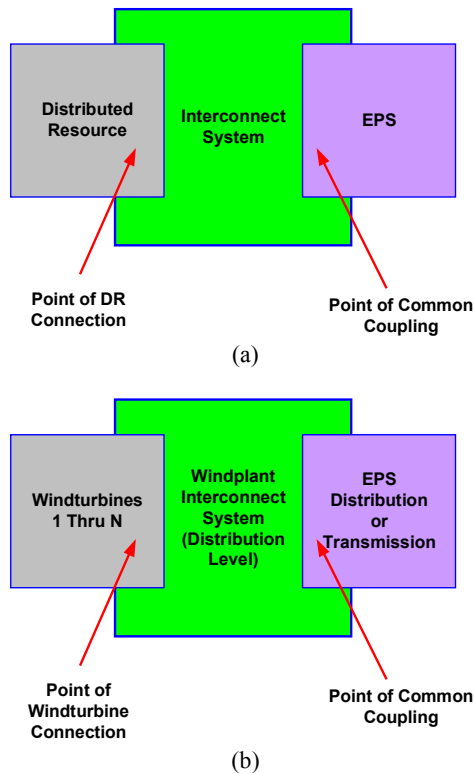 Distributed
Resource
Interconnect
System
EPS
Point of DR
Connection
Point of Common
Coupling
(a)
Windturbines
1 Thru N
Windplant
Interconnect
System
(Distribution
Level)
EPS
Distribution
or
Transmission
Point of
Windturbine
Connection
Point of Common
Coupling
(b)